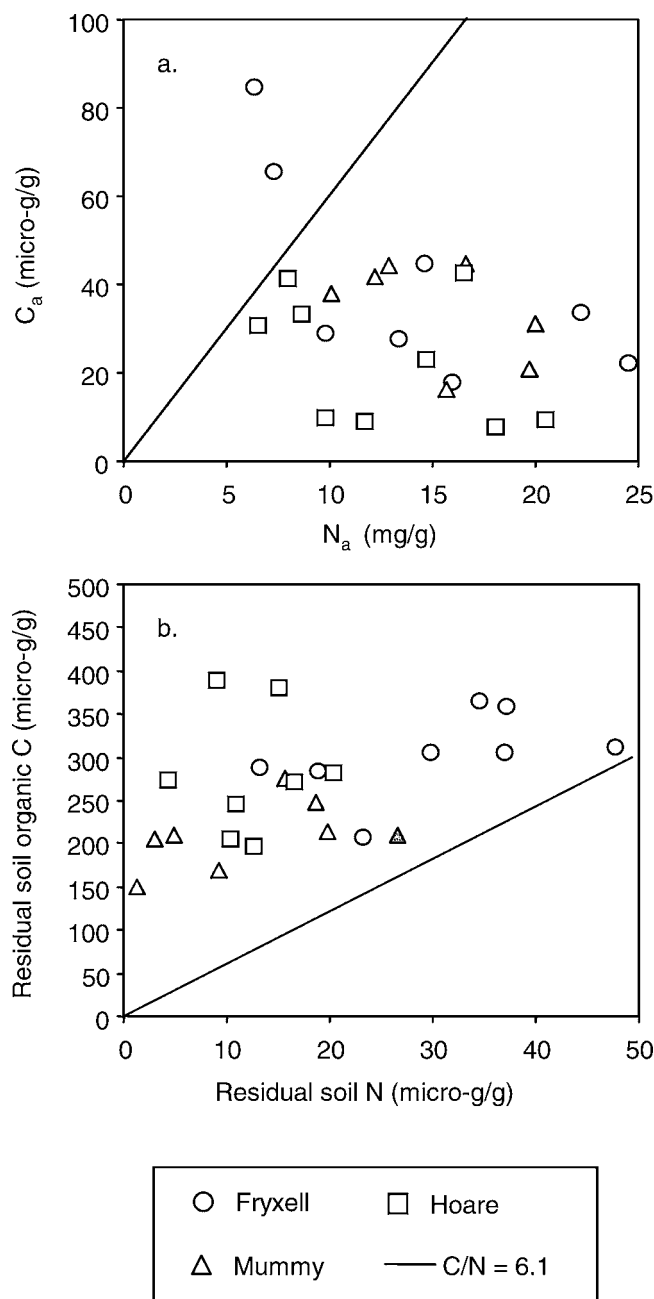 100
a.
80
60
40
20
0
0 5 10 15 20 25
C_a (micro-g/g)
N_a (mg/g)
500
b.
450
400
350
300
250
200
150
100
50
0
0 10 20 30 40 50
Residual soil organic C (micro-g/g)
Residual soil N (micro-g/g)
Fryxell Hoare
Mummy C/N = 6.1